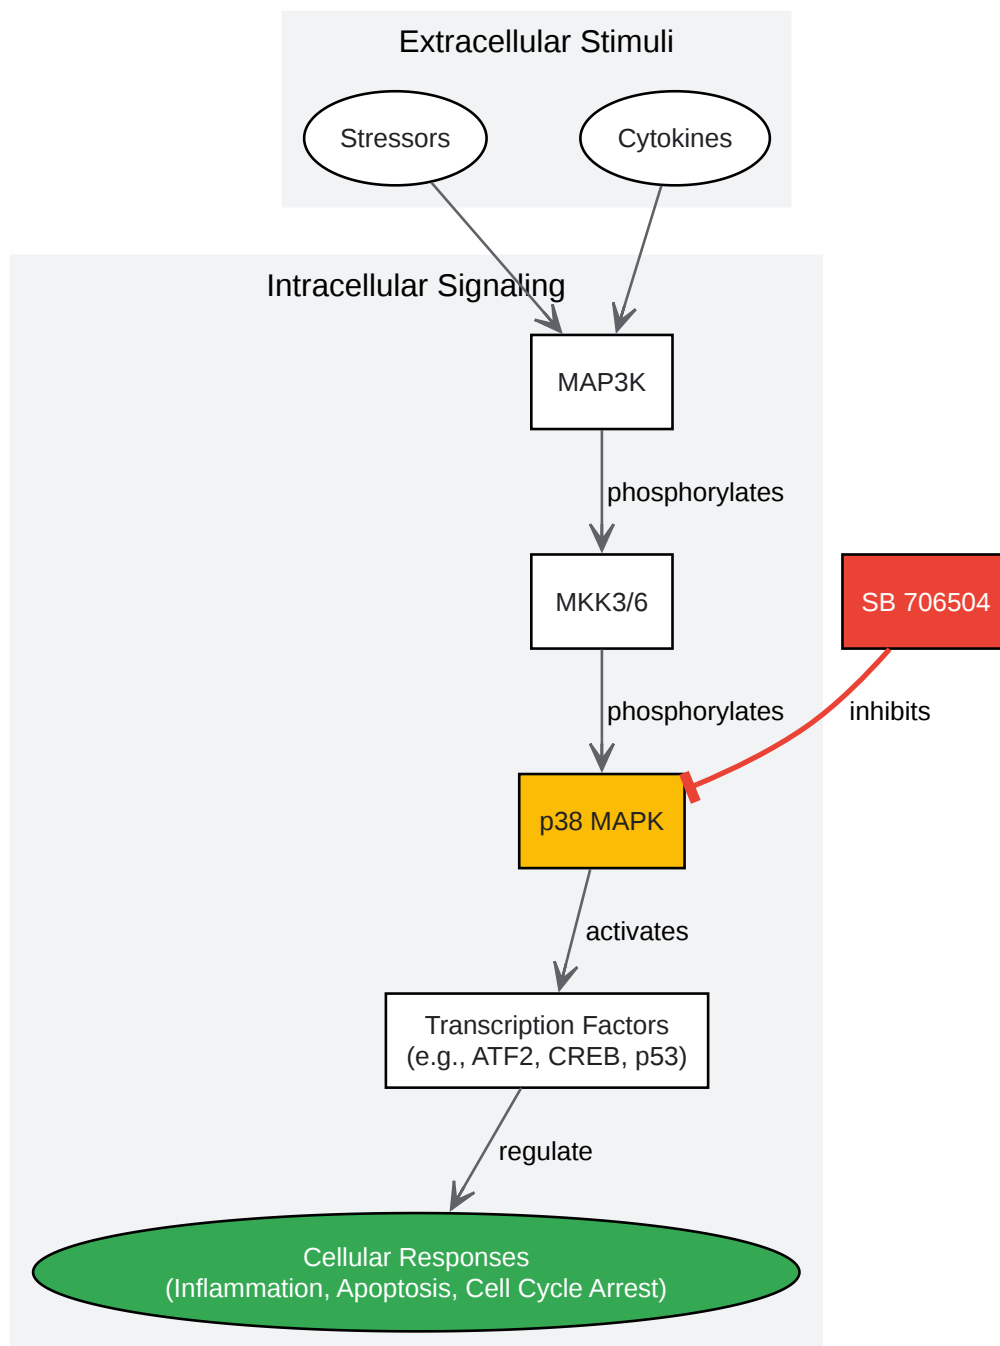 Extracellular Stimuli
Stressors
Cytokines
Intracellular Signaling
MAP3K
phosphorylates
MKK3/6
SB 706504
phosphorylates
inhibits
p38 MAPK
activates
Transcription Factors
(e.g., ATF2, CREB, p53)
regulate
Cellular Responses
(Inflammation, Apoptosis, Cell Cycle Arrest)